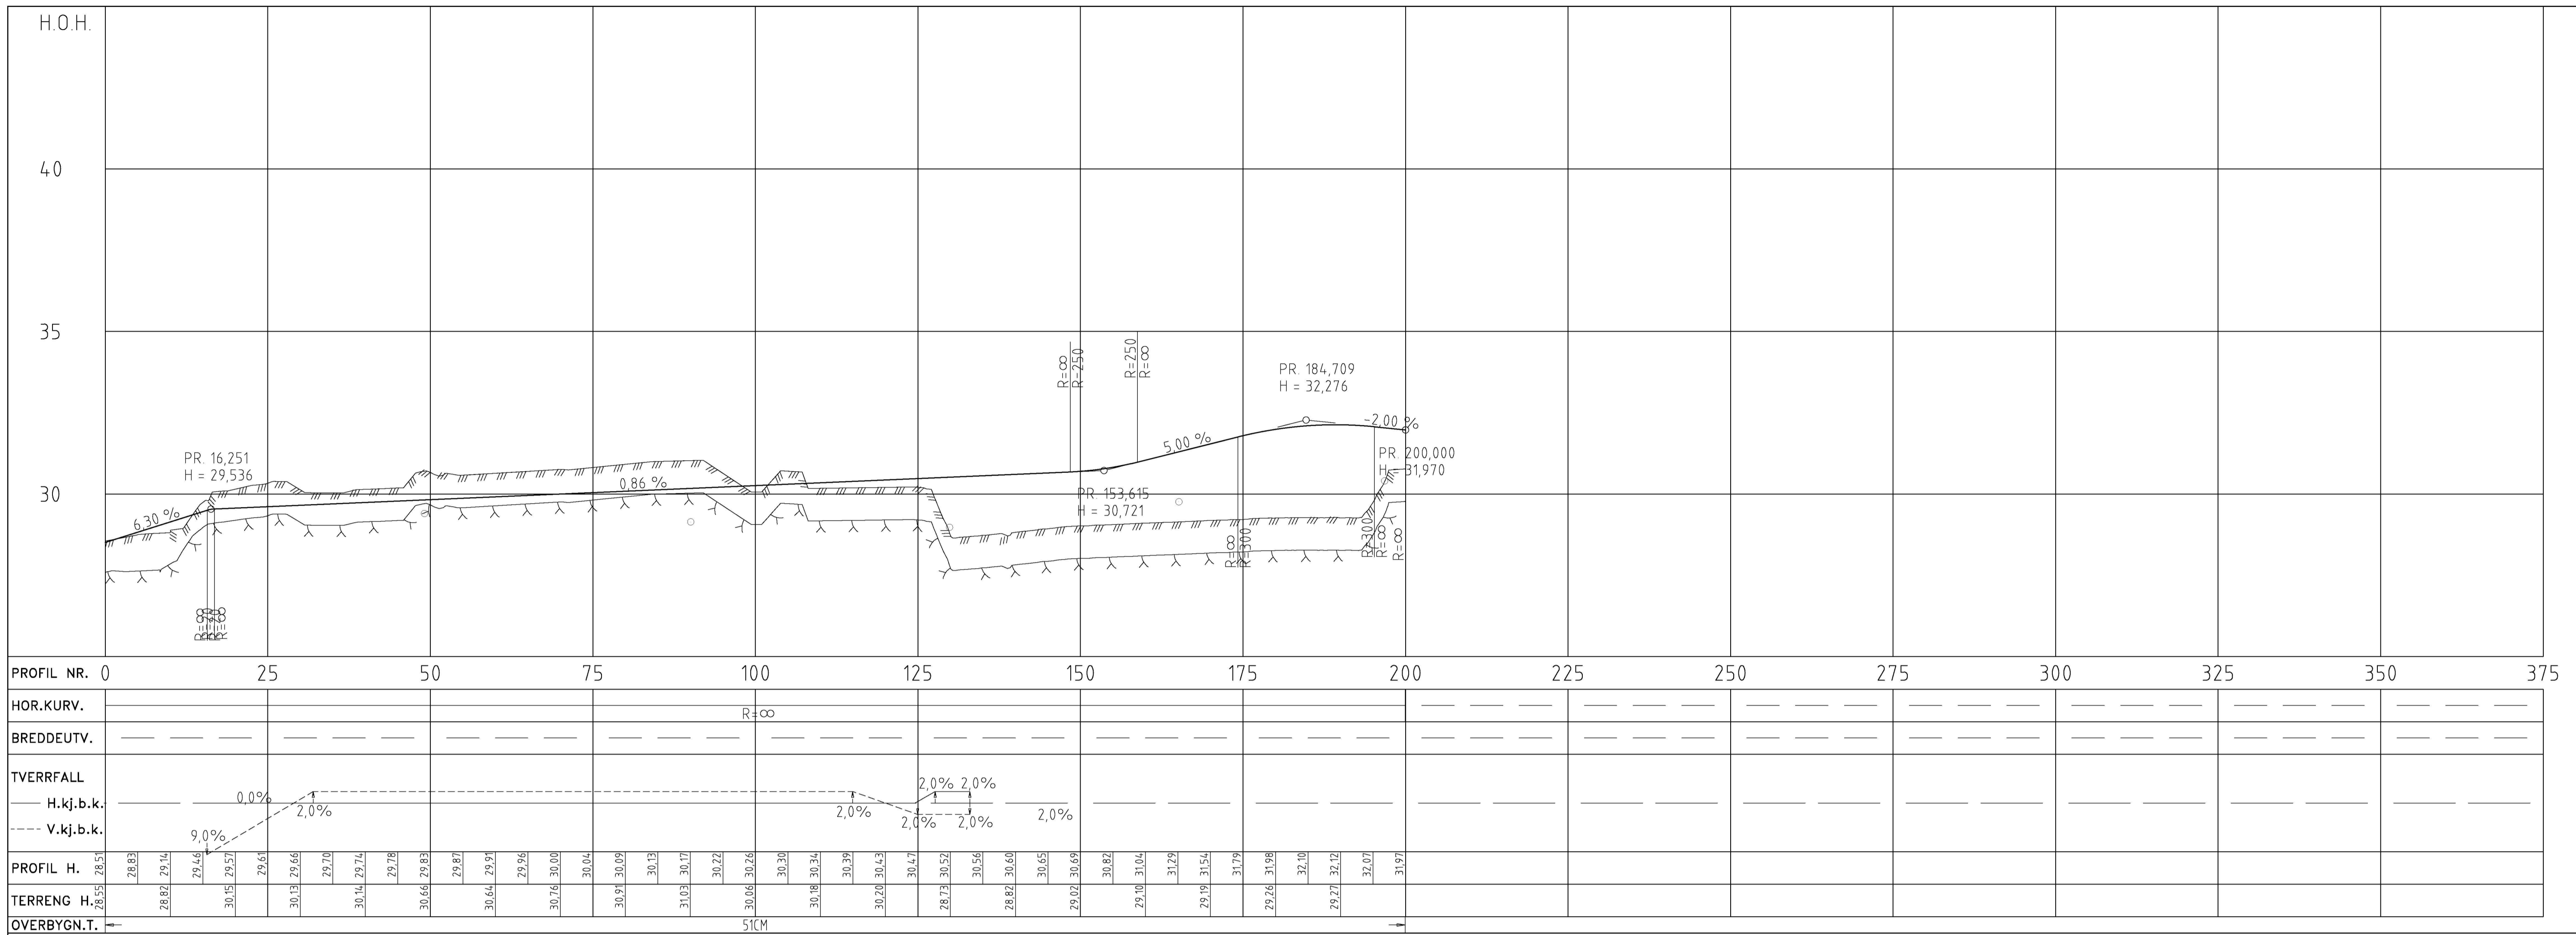 H.O.H.
40
35
30
PR. 16,251
H = 29,536
6,30 %
0,86 %
R=∞
R=250
R=250
R=∞
PR. 184,709
H = 32,276
5,00 %
-2,00 %
PR. 200,000
H = 31,970
PR. 153,615
H = 30,721
R=∞
R=300
R=300
R=∞
R=∞
R=∞
R=∞
PROFIL NR. 0 25 50 75 100 125 150 175 200 225 250 275 300 325 350 375
HOR.KURV.
R=∞
BREDDEUTV.
TVERRFALL
2,0% 2,0%
H.kj.b.k.
0,0%
2,0% 2,0% 2,0% 2,0% 2,0%
V.kj.b.k.
9,0%
PROFIL H. 28,51 28,83 29,14 29,46 29,57 29,61 29,66 29,70 29,74 29,78 29,83 29,87 29,91 29,96 30,00 30,04 30,09 30,13 30,17 30,22 30,26 30,30 30,34 30,39 30,43 30,47 30,52 30,56 30,60 30,65 30,69 30,82 31,04 31,29 31,54 31,79 31,98 32,10 32,12 32,07 31,97
TERRENG H. 28,55 28,82 30,15 30,13 30,14 30,66 30,64 30,76 30,91 31,03 30,06 30,18 30,20 28,73 28,82 29,02 29,10 29,19 29,26 29,27
OVERBYGN.T. 51CM